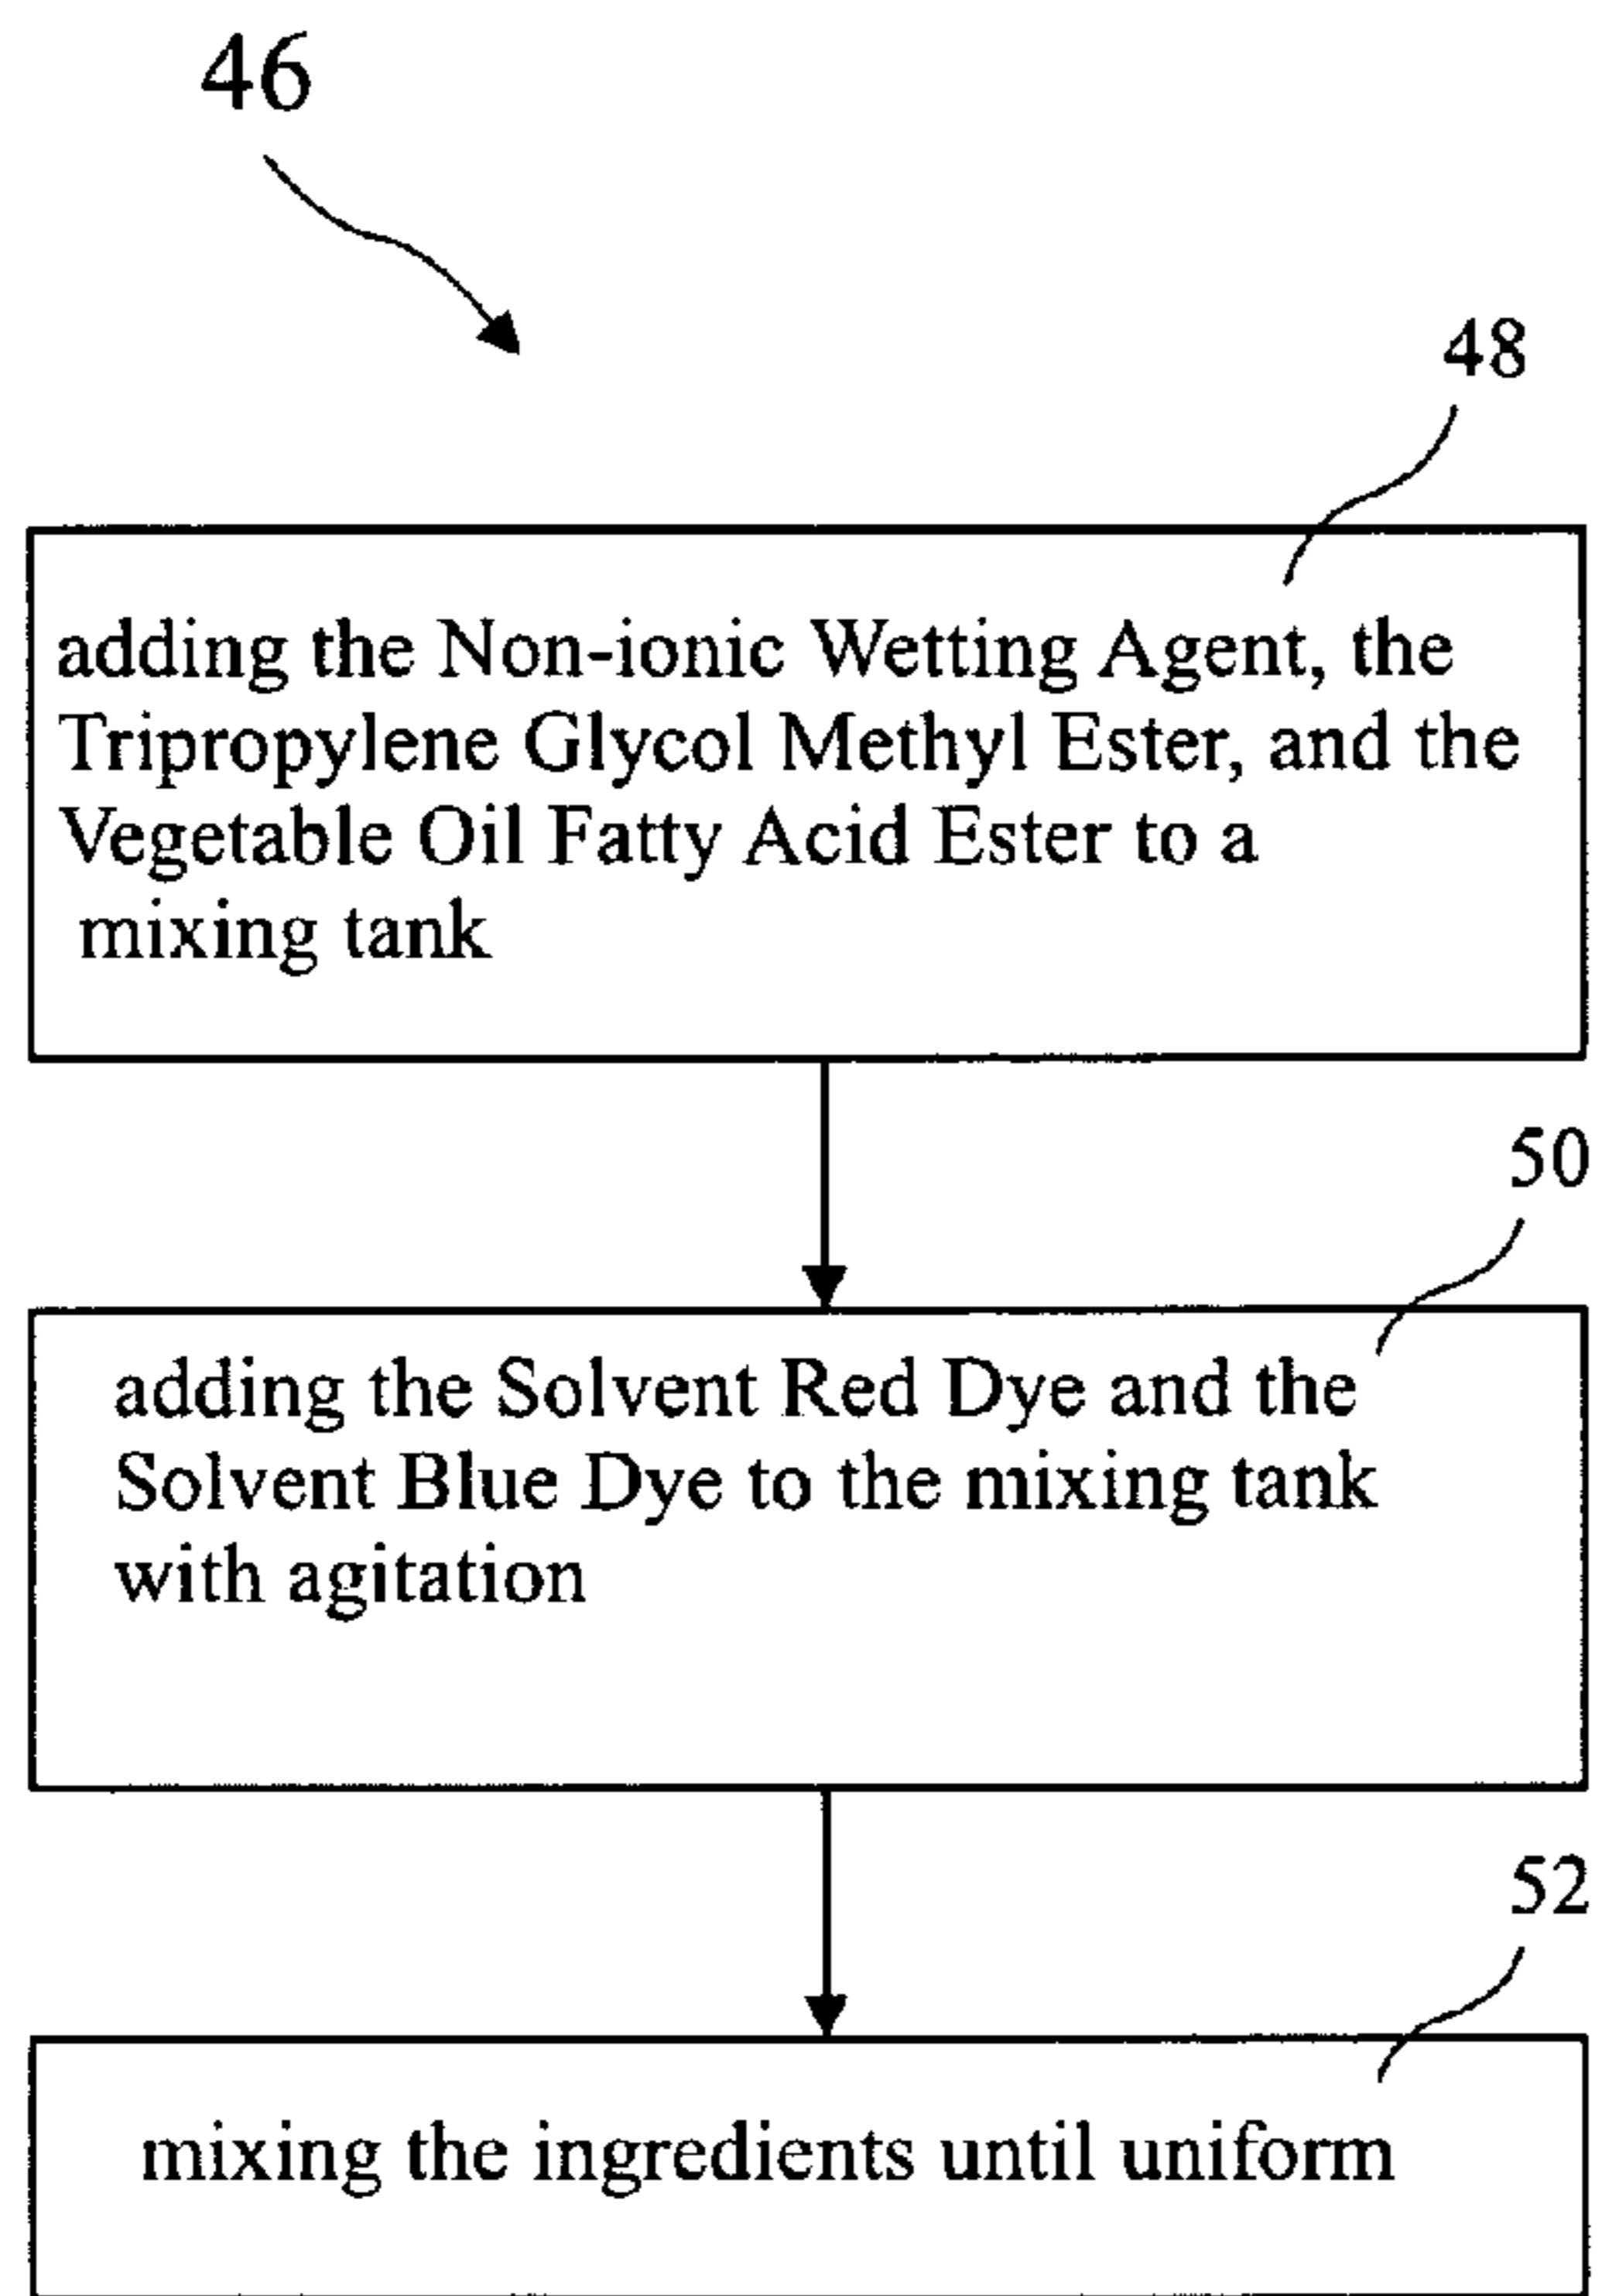 46
48
adding the Non-ionic Wetting Agent, the
Tripropylene Glycol Methyl Ester, and the
Vegetable Oil Fatty Acid Ester to a
mixing tank
50
adding the Solvent Red Dye and the
Solvent Blue Dye to the mixing tank
with agitation
52
mixing the ingredients until uniform